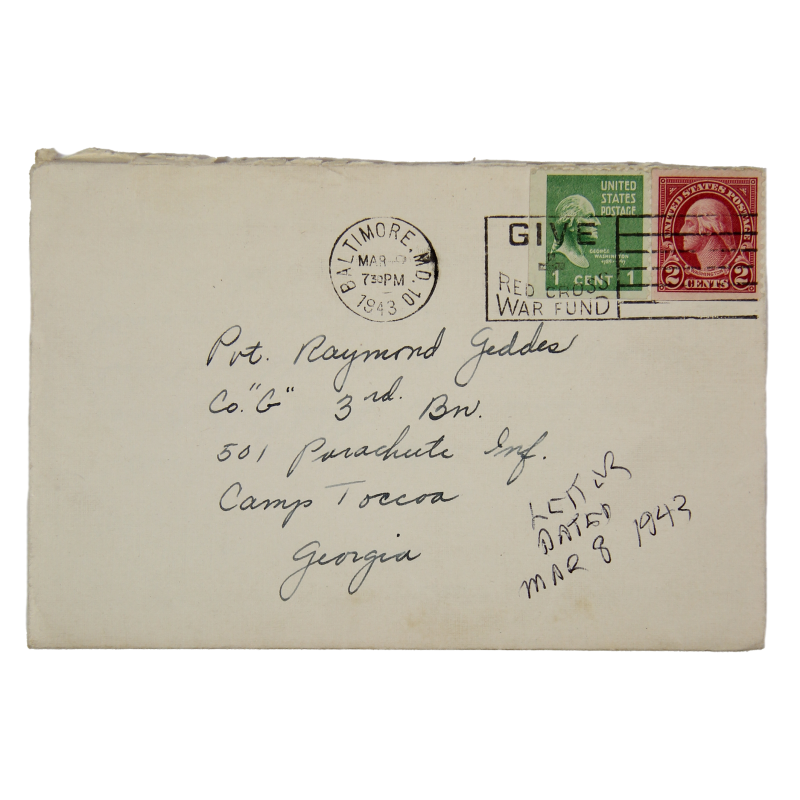 BALTIMORE, MD. 10
MAR
7 30 PM
1943
GIVE
RED CROSS
WAR FUND
UNITED
STATES
POSTAGE
GEORGE
WASHINGTON
1 CENT 1
UNITED STATES POSTAGE
2 CENTS 2
Pvt. Raymond Geddes
Co. "G" 3rd. Bn.
501 Parachute Inf.
Camp Toccoa
Georgia
LETTER
DATED
MAR 8 1943